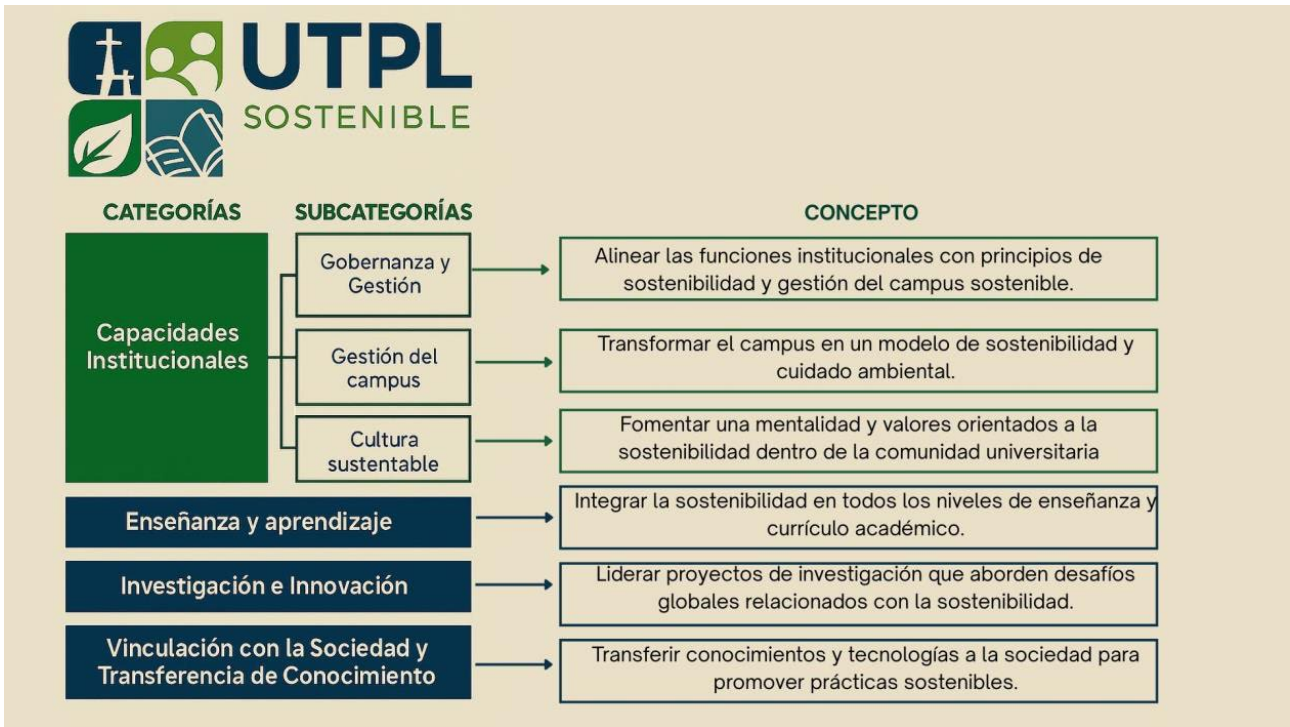 UTPL
SOSTENIBLE
CATEGORÍAS
SUBCATEGORÍAS
CONCEPTO
Capacidades
Institucionales
Gobernanza y
Gestión
Alinear las funciones institucionales con principios de
sostenibilidad y gestión del campus sostenible.
Gestión del
campus
Transformar el campus en un modelo de sostenibilidad y
cuidado ambiental.
Cultura
sustentable
Fomentar una mentalidad y valores orientados a la
sostenibilidad dentro de la comunidad universitaria
Enseñanza y aprendizaje
Integrar la sostenibilidad en todos los niveles de enseñanza y
currículo académico.
Investigación e Innovación
Liderar proyectos de investigación que aborden desafíos
globales relacionados con la sostenibilidad.
Vinculación con la Sociedad y
Transferencia de Conocimiento
Transferir conocimientos y tecnologías a la sociedad para
promover prácticas sostenibles.